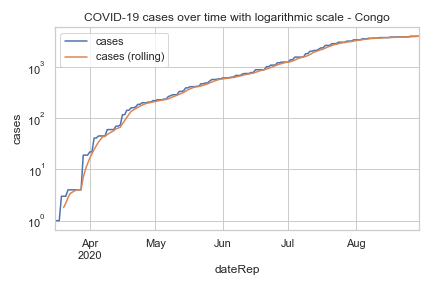 COVID-19 cases over time with logarithmic scale - Congo
cases
cases (rolling)
10³
10²
10¹
10⁰
cases
Apr
2020
May
Jun
Jul
Aug
dateRep